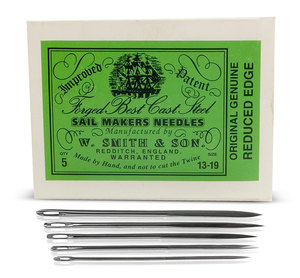 Improved Patent
Forged Best Cast Steel
SAIL MAKERS NEEDLES
Manufactured by
W. SMITH & SON.
REDDITCH, ENGLAND.
WARRANTED
Made by Hand, and not to cut the Twine
QTY
5
SIZE
13-19
ORIGINAL GENUINE
REDUCED EDGE